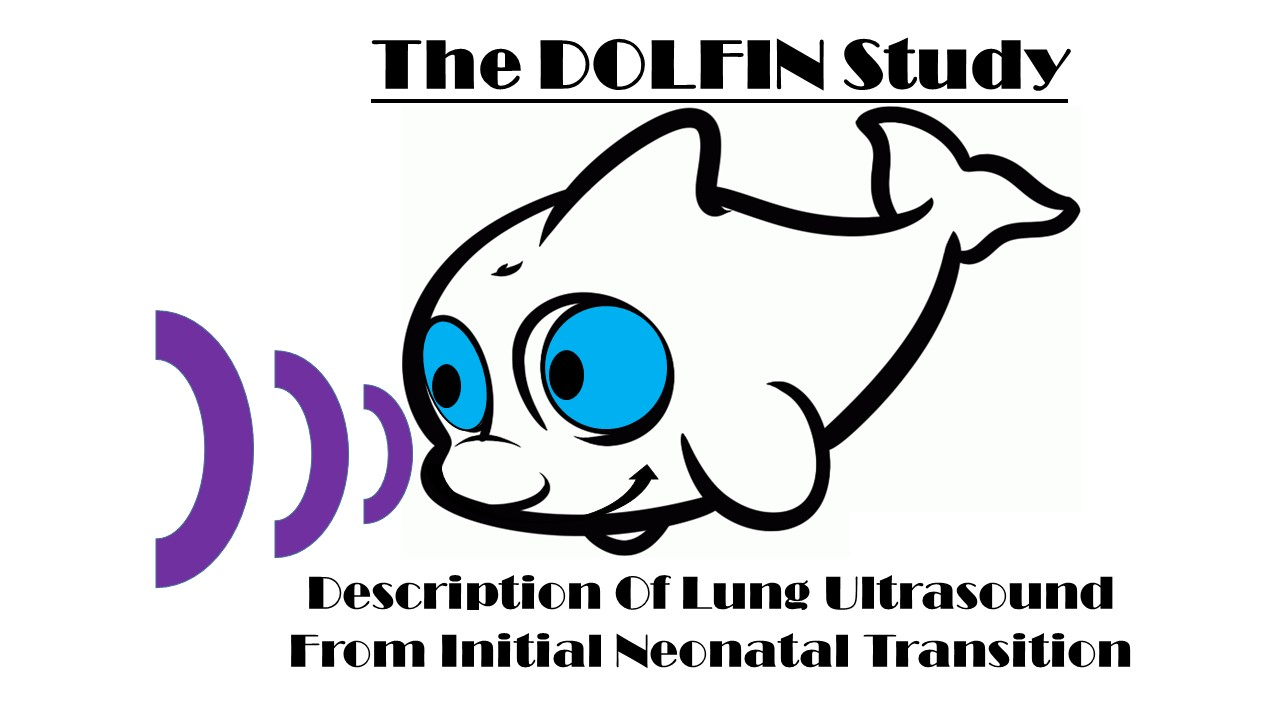 The DOLFIN Study
Description Of Lung Ultrasound
From Initial Neonatal Transition